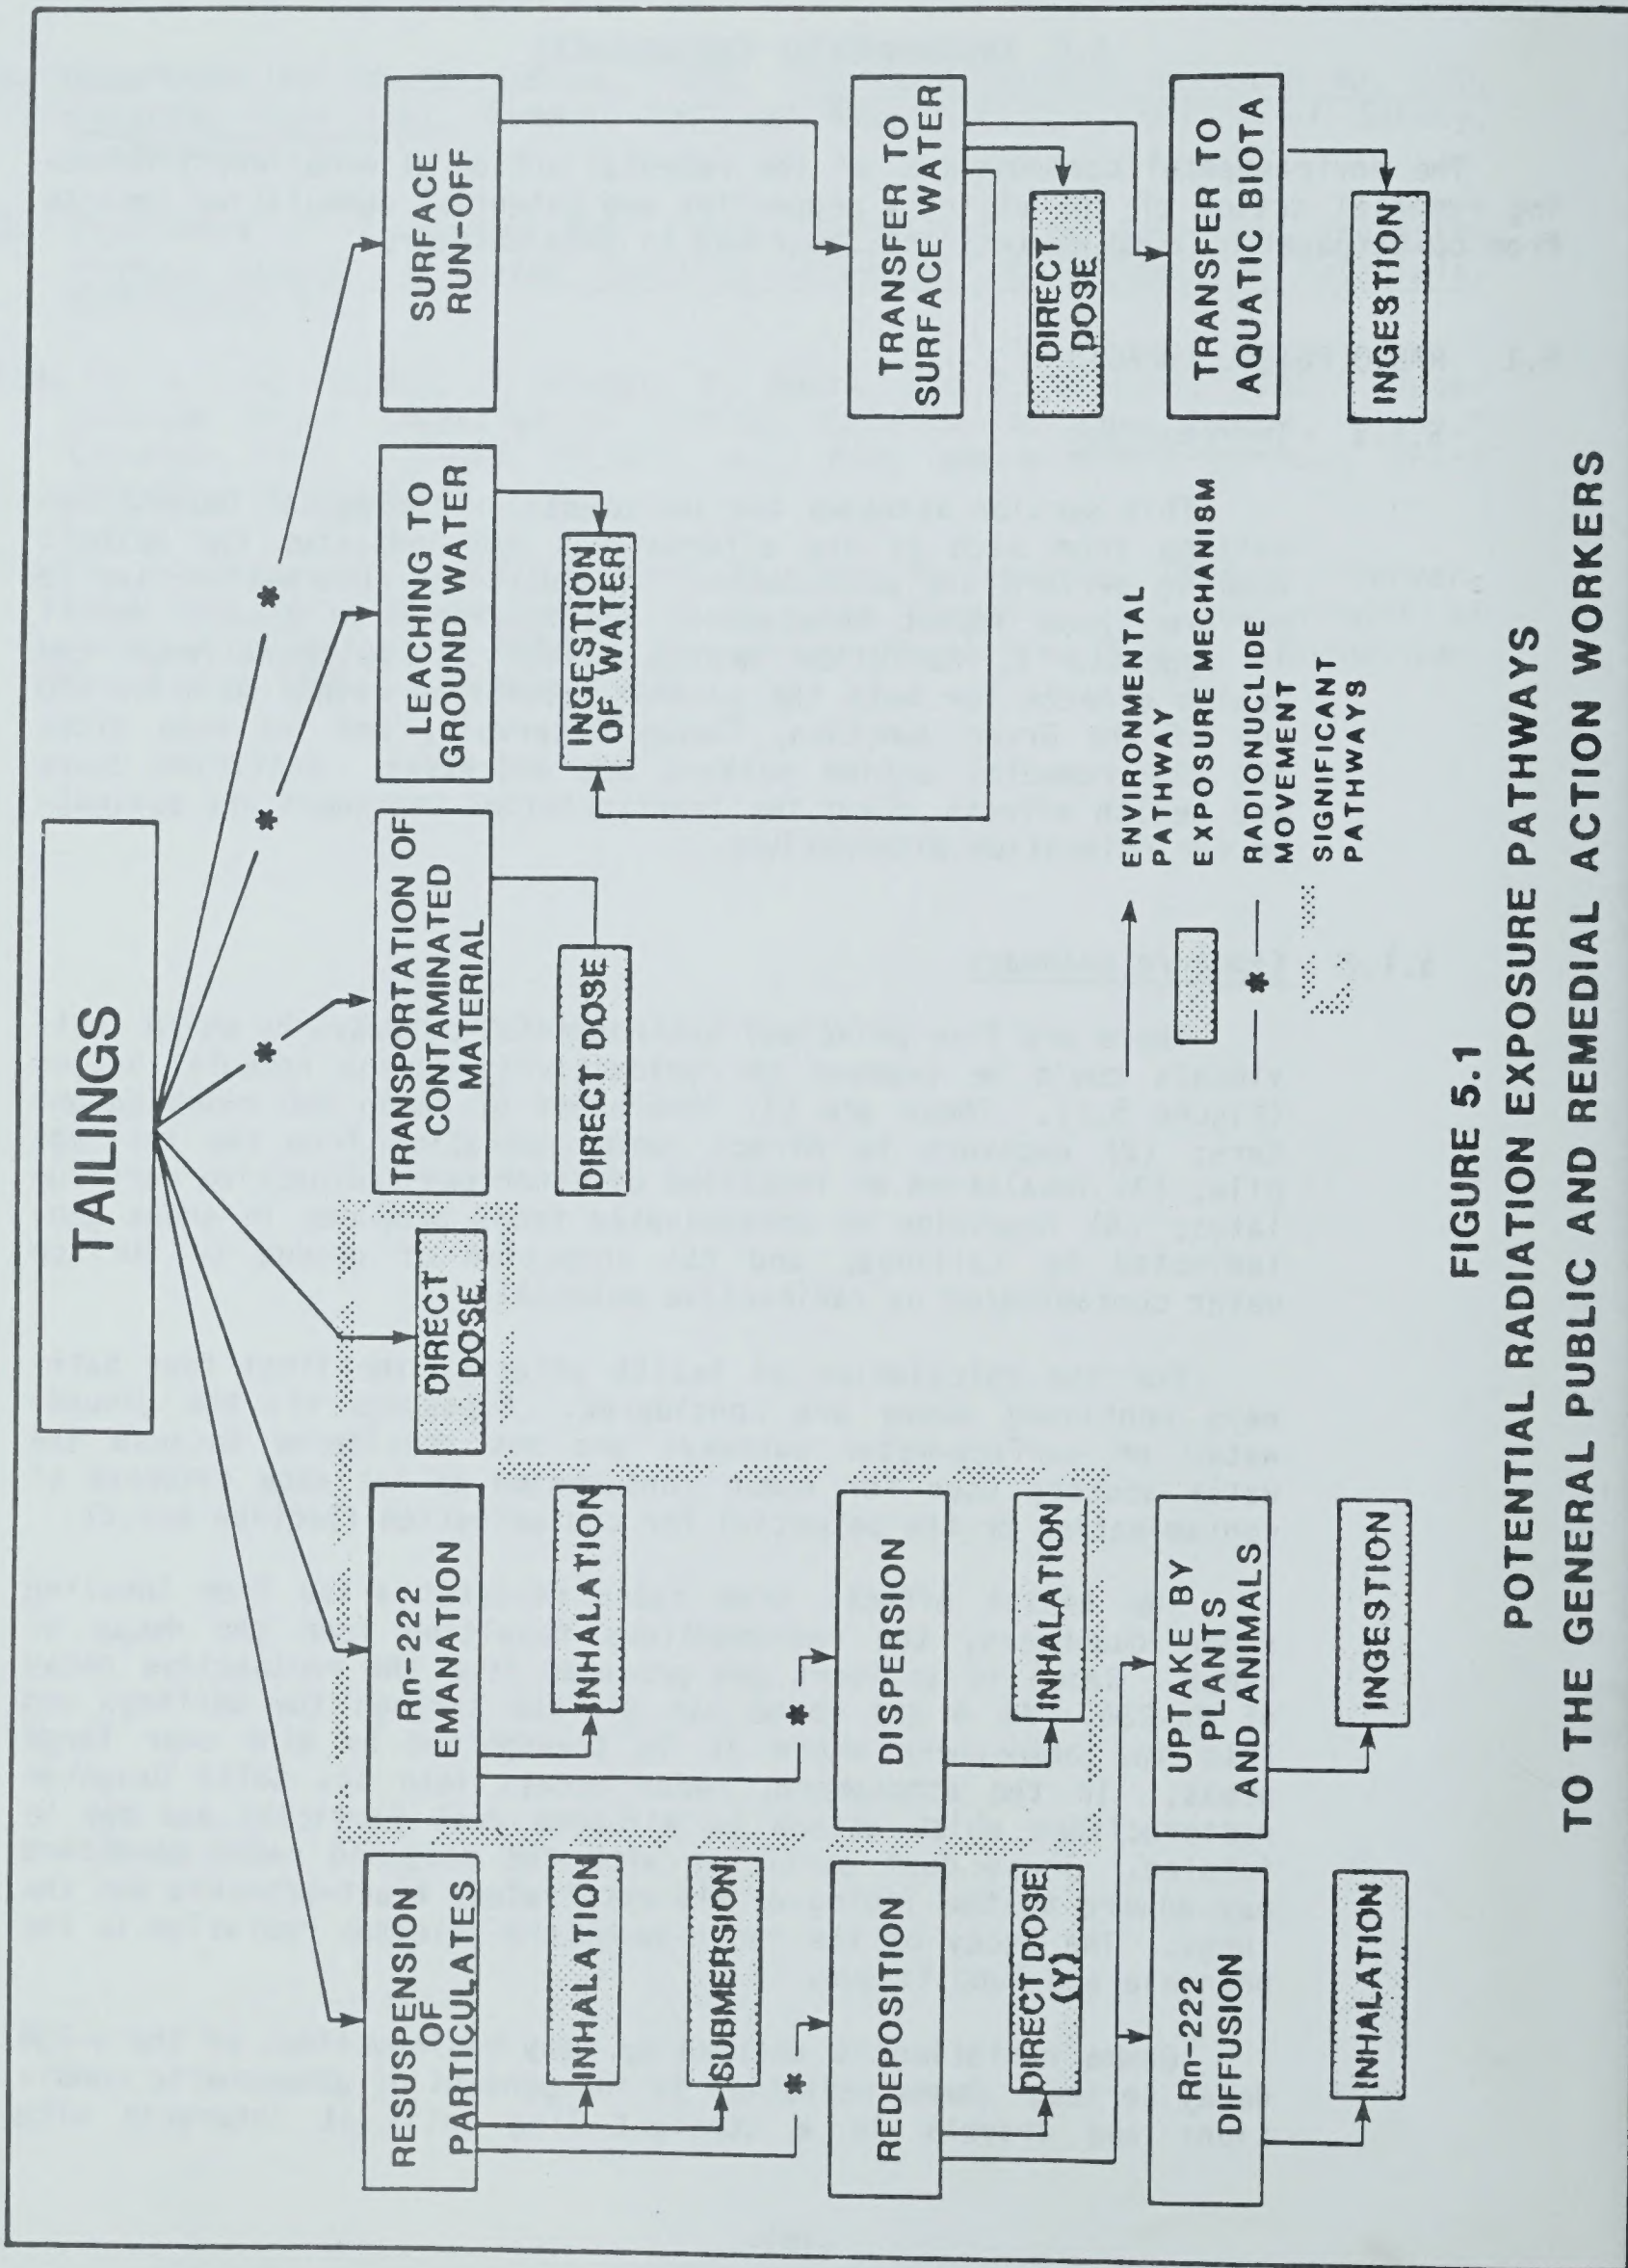 TAILINGS
RESUSPENSION
OF
PARTICULATES
INHALATION
SUBMERSION
*
REDEPOSITION
DIRECT DOSE
(γ)
Rn-222
DIFFUSION
INHALATION
Rn-222
EMANATION
INHALATION
*
DISPERSION
INHALATION
UPTAKE BY
PLANTS
AND ANIMALS
INGESTION
DIRECT
DOSE
*
TRANSPORTATION OF
CONTAMINATED
MATERIAL
DIRECT DOSE
*
LEACHING TO
GROUND WATER
INGESTION
OF WATER
*
SURFACE
RUN-OFF
TRANSFER TO
SURFACE WATER
DIRECT
DOSE
TRANSFER TO
AQUATIC BIOTA
INGESTION
ENVIRONMENTAL
PATHWAY
EXPOSURE MECHANISM
*
RADIONUCLIDE
MOVEMENT
SIGNIFICANT
PATHWAYS
FIGURE 5.1
POTENTIAL RADIATION EXPOSURE PATHWAYS
TO THE GENERAL PUBLIC AND REMEDIAL ACTION WORKERS